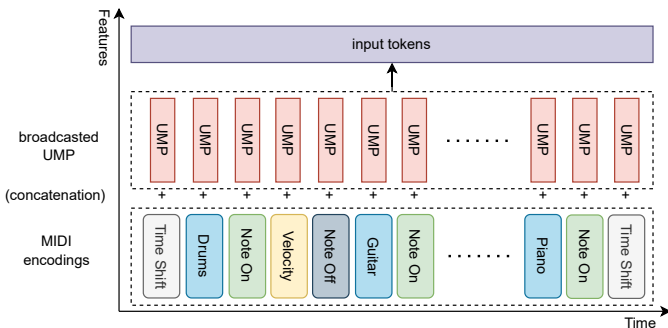 Features
input tokens
broadcasted
UMP
UMP UMP UMP UMP UMP UMP UMP ....... UMP UMP UMP
(concatenation)
+ + + + + + + + + +
MIDI
encodings
Time Shift Drums Note On Velocity Note Off Guitar Note On ....... Piano Note On Time Shift
Time